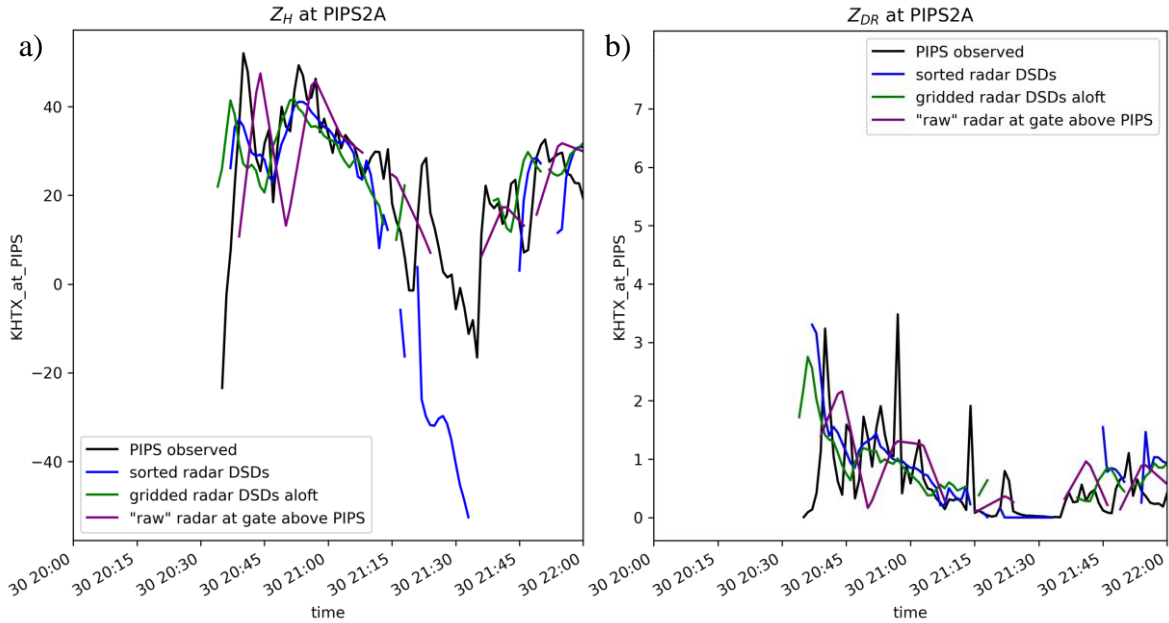 a)
Z_H at PIPS2A
KHTX_at_PIPS
40
20
0
−20
−40
PIPS observed
sorted radar DSDs
gridded radar DSDs aloft
"raw" radar at gate above PIPS
30 20:00
30 20:15
30 20:30
30 20:45
30 21:00
30 21:15
30 21:30
30 21:45
30 22:00
time
b)
Z_DR at PIPS2A
KHTX_at_PIPS
7
6
5
4
3
2
1
0
PIPS observed
sorted radar DSDs
gridded radar DSDs aloft
"raw" radar at gate above PIPS
30 20:00
30 20:15
30 20:30
30 20:45
30 21:00
30 21:15
30 21:30
30 21:45
30 22:00
time